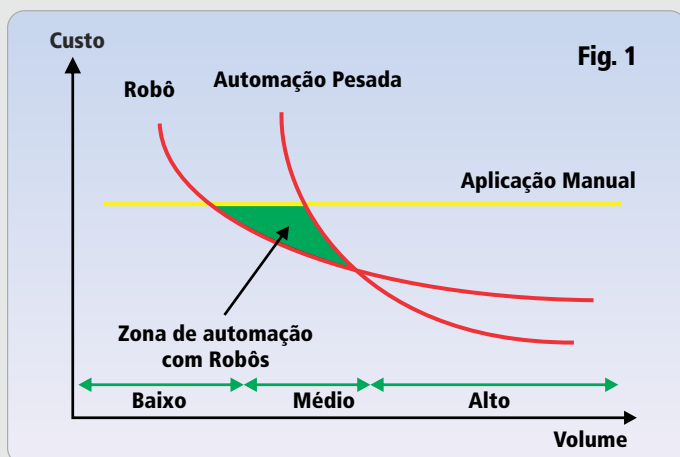 Custo
Fig. 1
Robô
Automação Pesada
Aplicação Manual
Zona de automação
com Robôs
Baixo
Médio
Alto
Volume